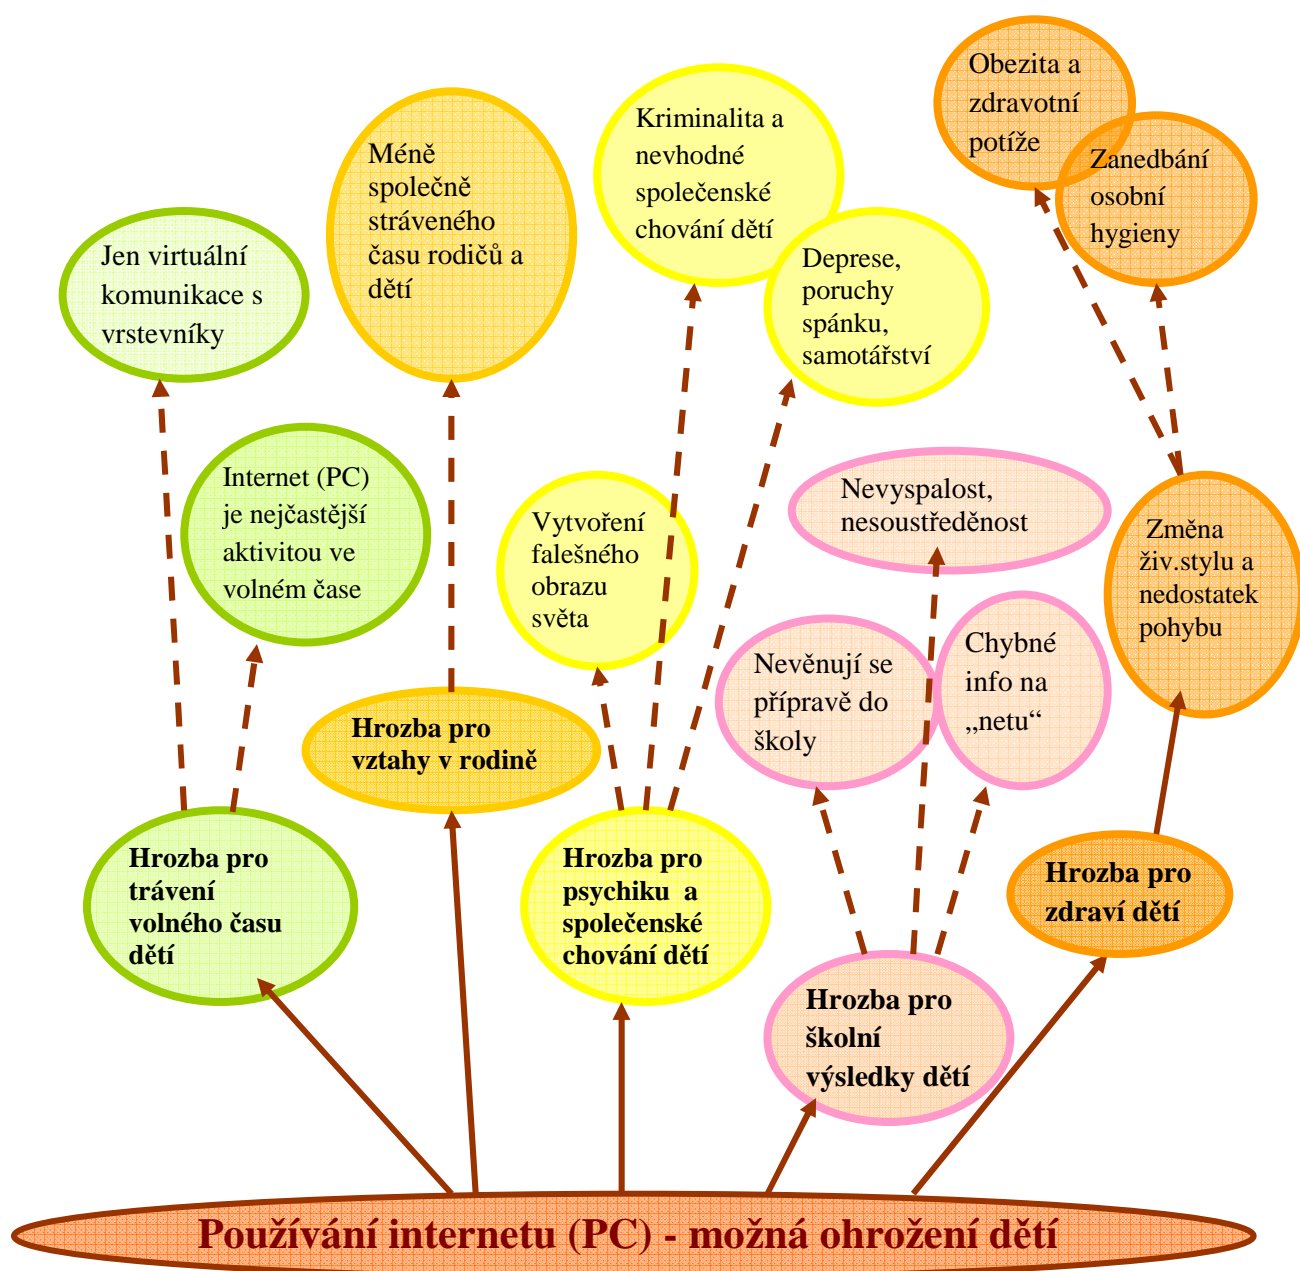 Obezita a
zdravotní
potíže
Zanedbání
osobní
hygieny
Kriminalita a
nevhodné
společenské
chování dětí
Méně
společně
stráveného
času rodičů a
dětí
Jen virtuální
komunikace s
vrstevníky
Deprese,
poruchy
spánku,
samotářství
Internet (PC)
je nejčastější
aktivitou ve
volném čase
Vytvoření
falešného
obrazu
světa
Nevyspalost,
nesoustředěnost
Změna
živ.stylu a
nedostatek
pohybu
Nevěnují se
přípravě do
školy
Chybné
info na
„netu“
Hrozba pro
vztahy v rodině
Hrozba pro
trávení
volného času
dětí
Hrozba pro
psychiku a
společenské
chování dětí
Hrozba pro
zdraví dětí
Hrozba pro
školní
výsledky dětí
Používání internetu (PC) - možná ohrožení dětí